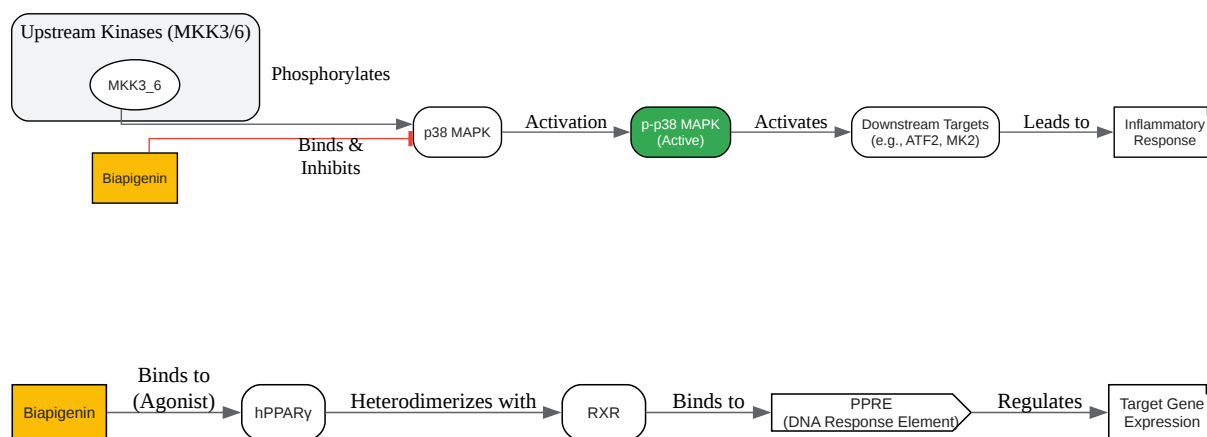 Upstream Kinases (MKK3/6)
MKK3_6
Phosphorylates
p38 MAPK
Activation
p-p38 MAPK
(Active)
Activates
Downstream Targets
(e.g., ATF2, MK2)
Leads to
Inflammatory
Response
Binds &
Inhibits
Biapigenin
Biapigenin
Binds to
(Agonist)
hPPARγ
Heterodimerizes with
RXR
Binds to
PPRE
(DNA Response Element)
Regulates
Target Gene
Expression